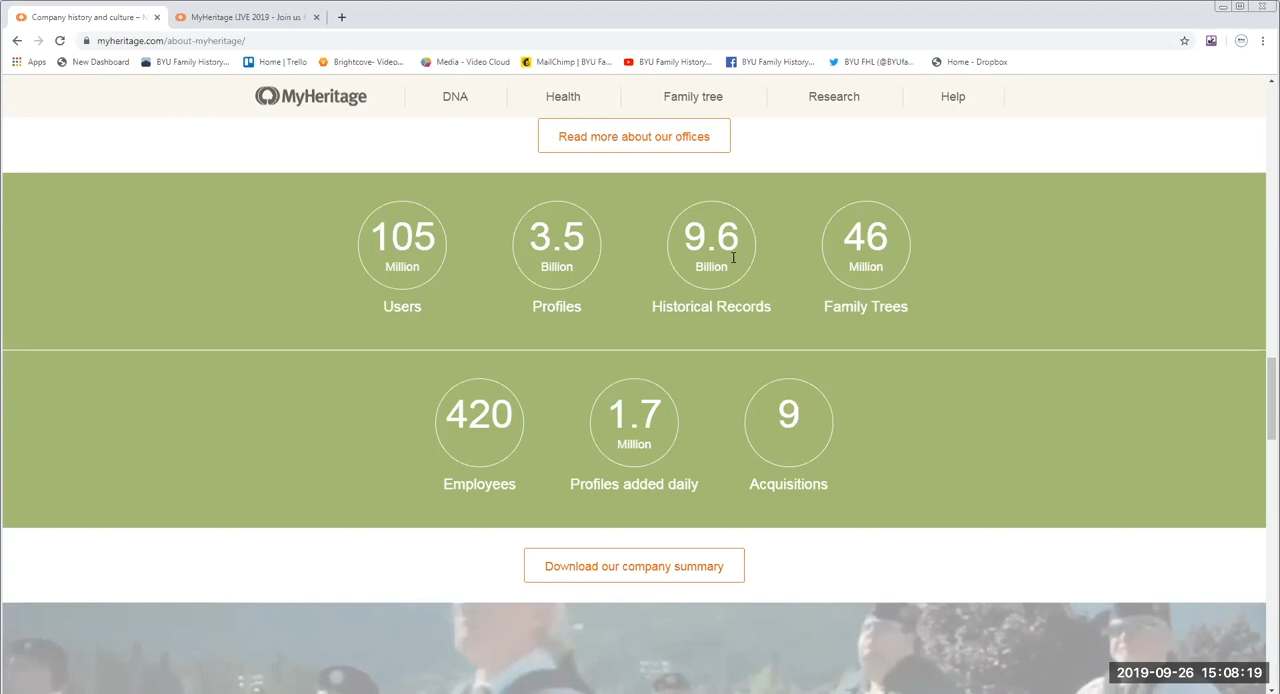 Company history and culture – M
MyHeritage LIVE 2019 - Join us f
myheritage.com/about-myheritage/
Apps
New Dashboard
BYU Family History...
Home | Trello
Brightcove- Video...
Media - Video Cloud
MailChimp | BYU Fa...
BYU Family History...
BYU Family History...
BYU FHL (@BYUfa...
Home - Dropbox
MyHeritage
DNA
Health
Family tree
Research
Help
Read more about our offices
105
Million
Users
3.5
Billion
Profiles
9.6
Billion
Historical Records
46
Million
Family Trees
420
Employees
1.7
Million
Profiles added daily
9
Acquisitions
Download our company summary
2019-09-26 15:08:19